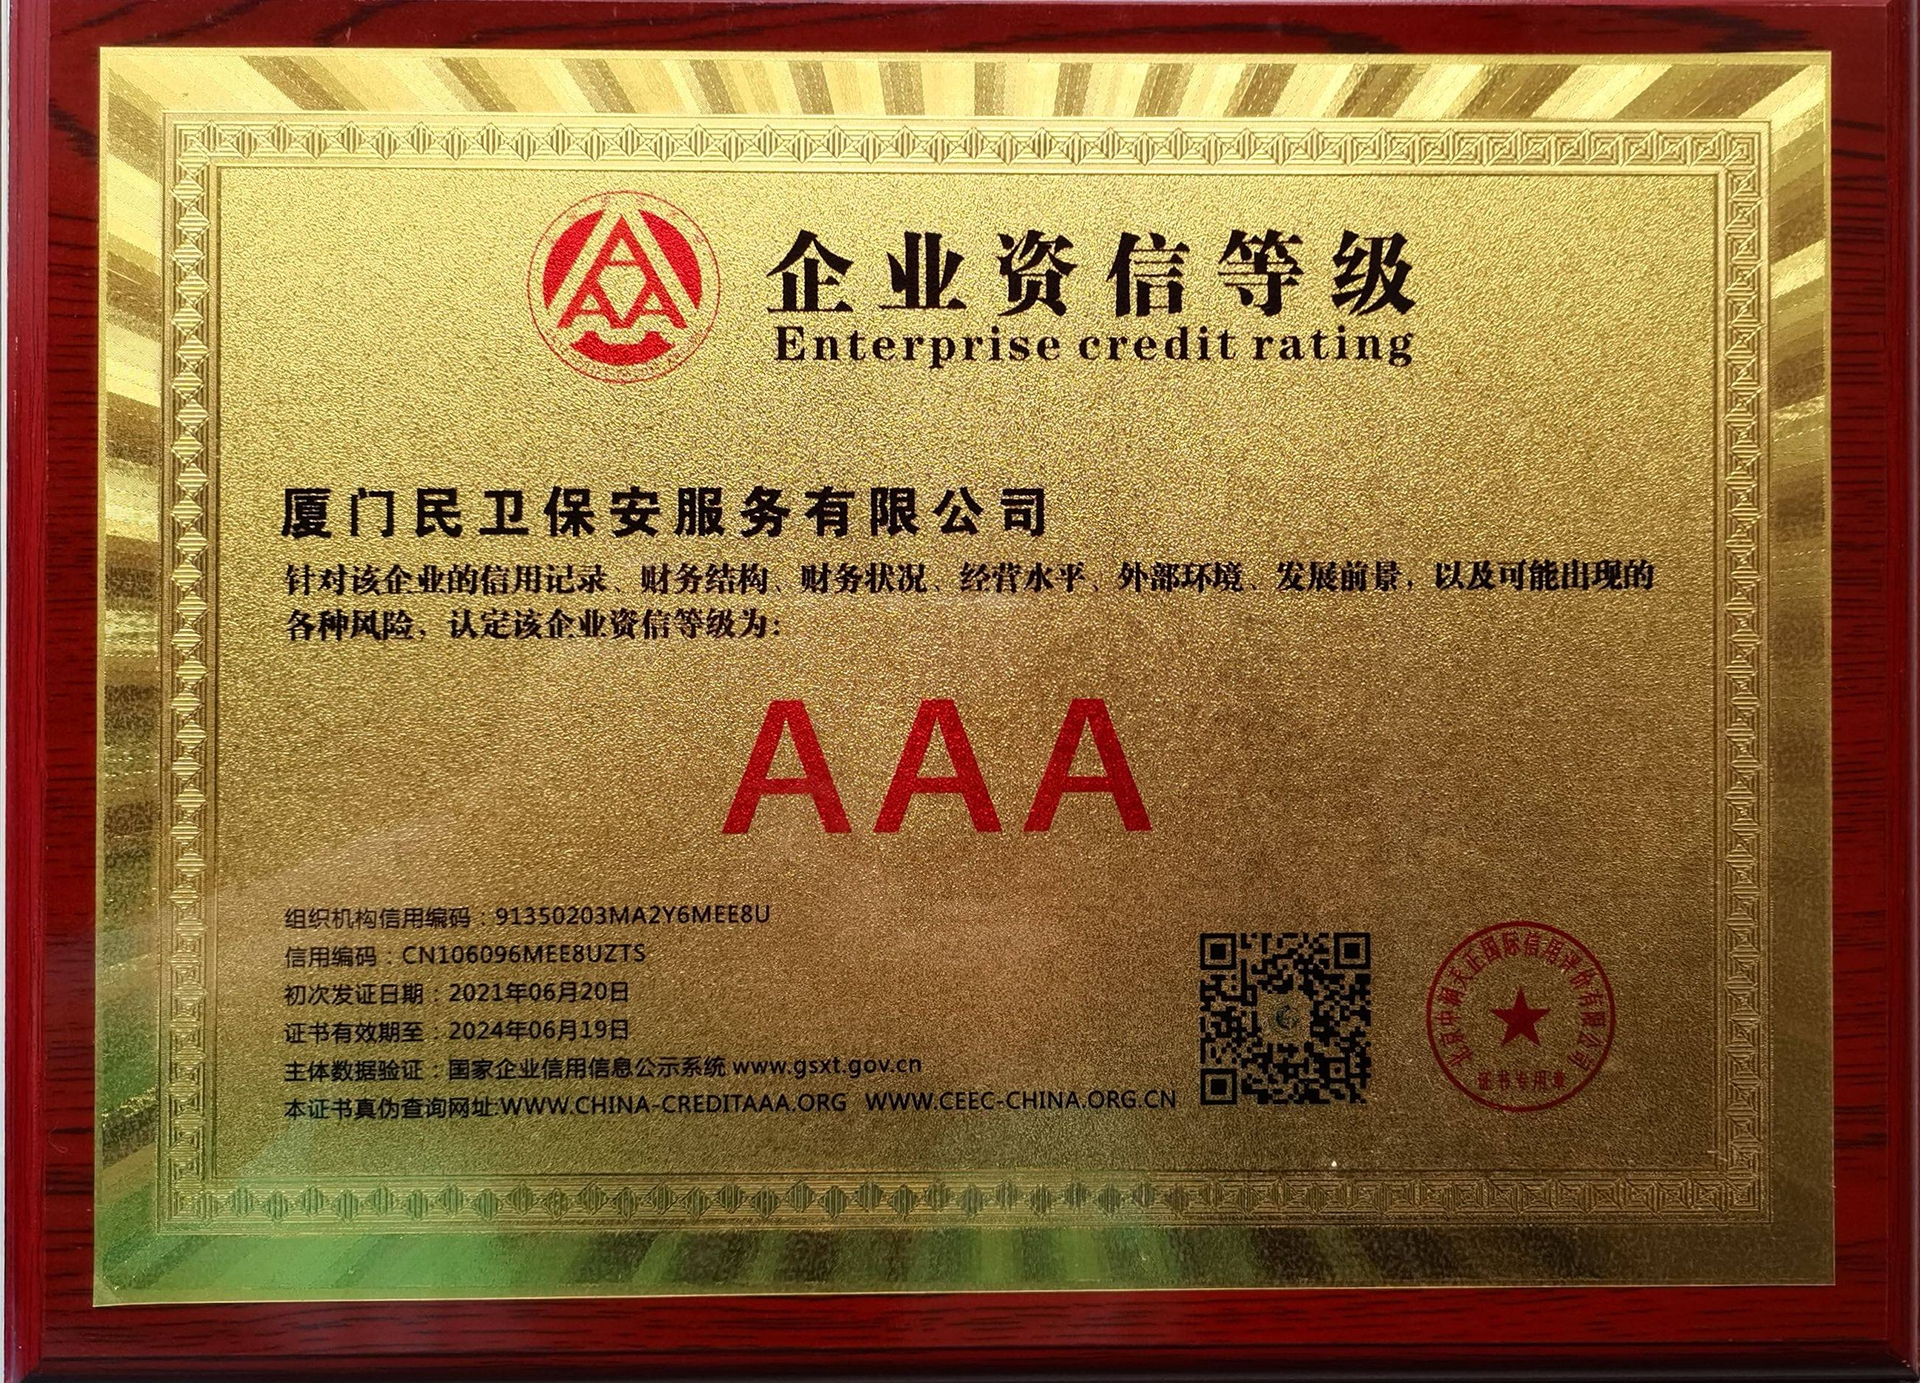 企业资信等级
Enterprise credit rating
厦门民卫保安服务有限公司
针对该企业的信用记录、财务结构、财务状况、经营水平、外部环境、发展前景，以及可能出现的
各种风险，认定该企业资信等级为：
AAA
组织机构信用编码：91350203MA2Y6MEE8U
信用编码：CN106096MEE8UZTS
初次发证日期：2021年06月20日
证书有效期至：2024年06月19日
主体数据验证：国家企业信用信息公示系统 www.gsxt.gov.cn
本证书真伪查询网址:WWW.CHINA-CREDITAAA.ORG WWW.CEEC-CHINA.ORG.CN
证书专用章